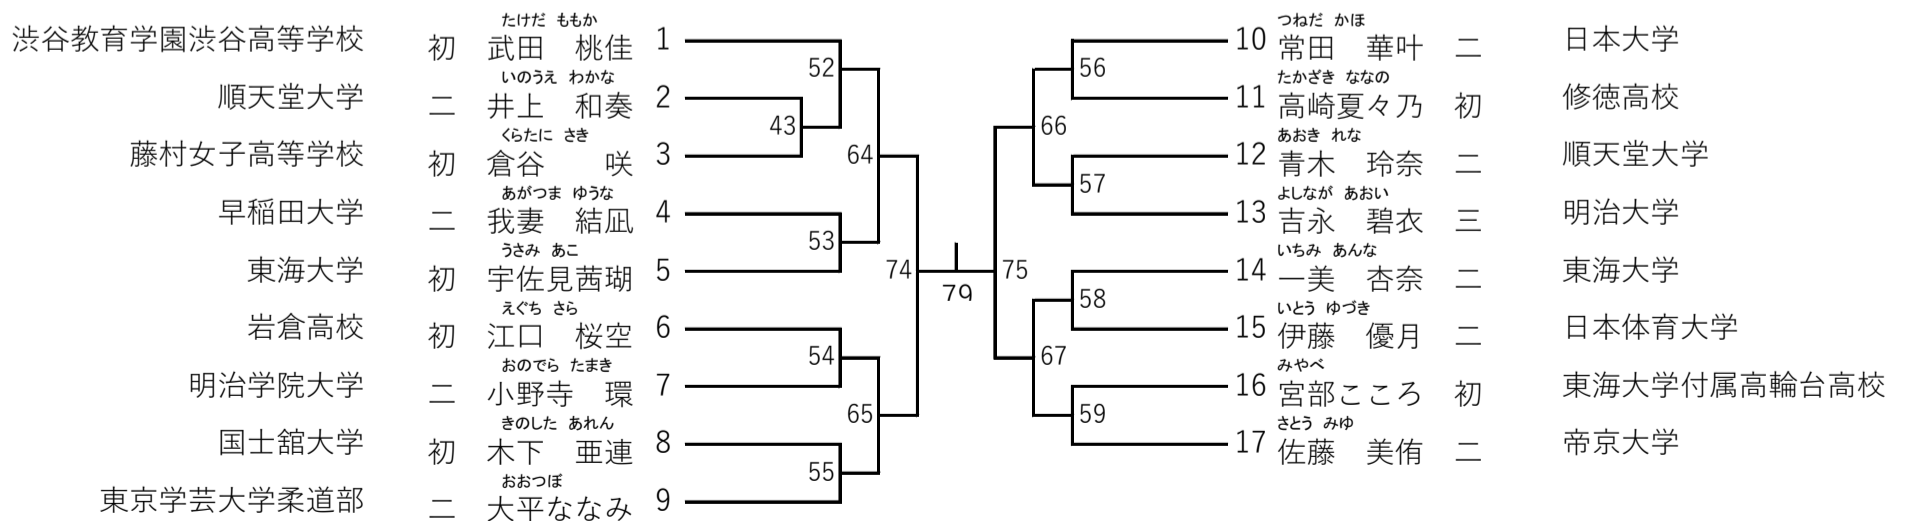 たけだ ももか
渋谷教育学園渋谷高等学校 初 武田 桃佳 1
いのうえ わかな
順天堂大学 二 井上 和奏 2
くらたに さき
藤村女子高等学校 初 倉谷 咲 3
あがつま ゆうな
早稲田大学 二 我妻 結凪 4
うさみ あこ
東海大学 初 宇佐見茜瑚 5
えぐち さら
岩倉高校 初 江口 桜空 6
おのでら たまき
明治学院大学 二 小野寺 環 7
きのした あれん
国士舘大学 初 木下 亜連 8
おおつぼ
東京学芸大学柔道部 二 大平ななみ 9
52
43
64
53
74
54
65
55
79
75
56
66
57
58
67
59
つねだ かほ
10 常田 華叶 二 日本大学
たかざき ななの
11 高崎夏々乃 初 修徳高校
あおき れな
12 青木 玲奈 二 順天堂大学
よしなが あおい
13 吉永 碧衣 三 明治大学
いちみ あんな
14 一美 杏奈 二 東海大学
いとう ゆづき
15 伊藤 優月 二 日本体育大学
みやべ
16 宮部こころ 初 東海大学付属高輪台高校
さとう みゆ
17 佐藤 美侑 二 帝京大学